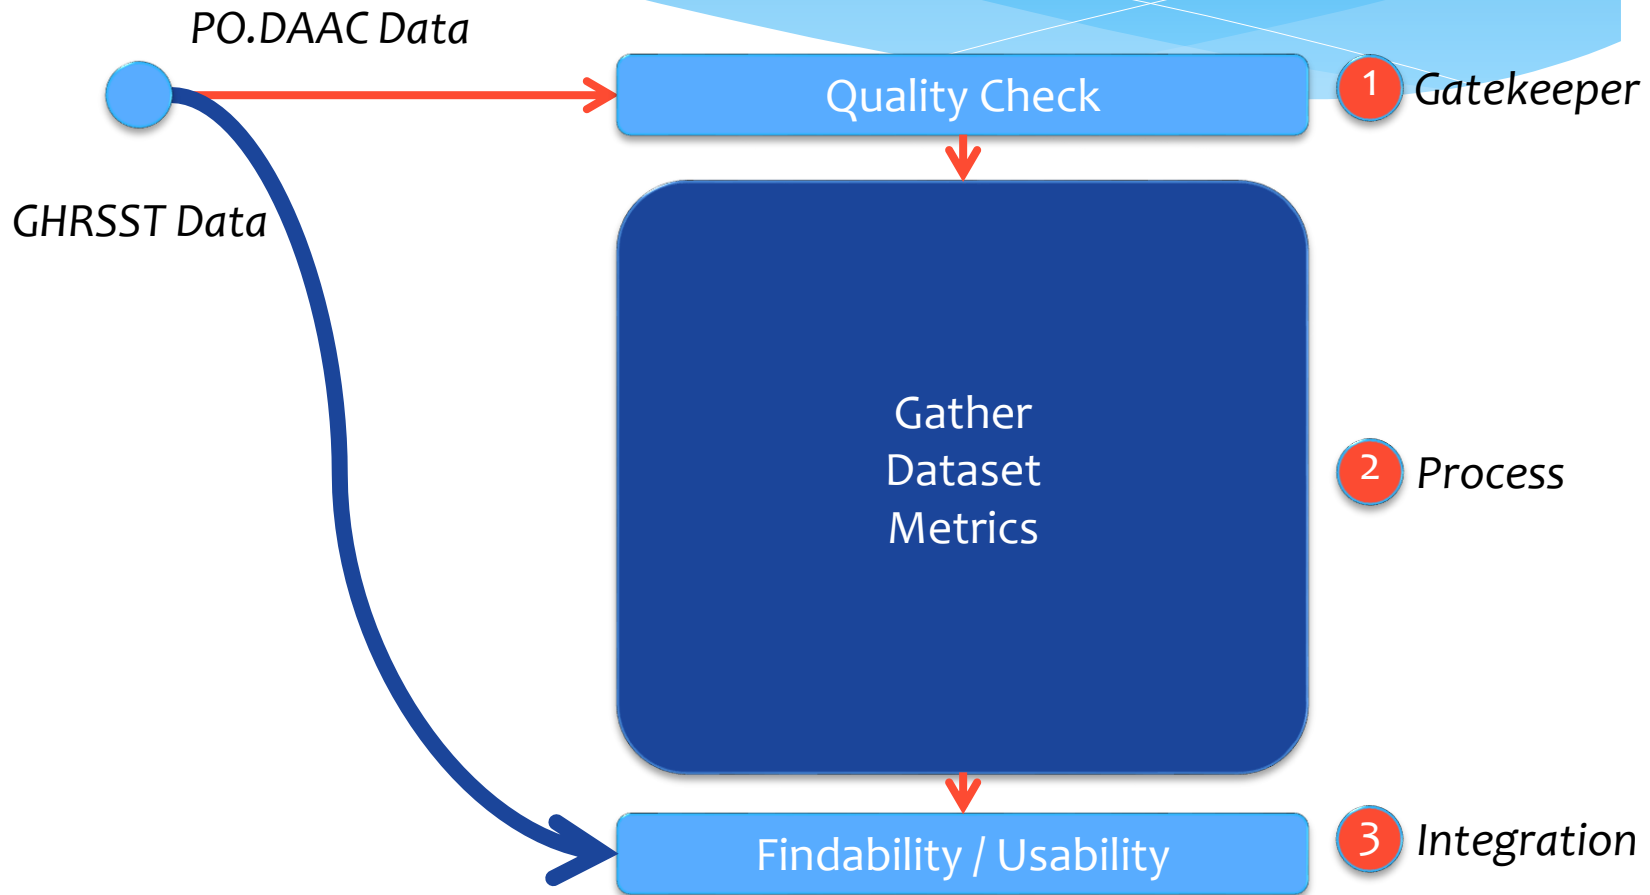 PO.DAAC Data
Quality Check
1 Gatekeeper
GHRSST Data
Gather
Dataset
Metrics
2 Process
Findability / Usability
3 Integration